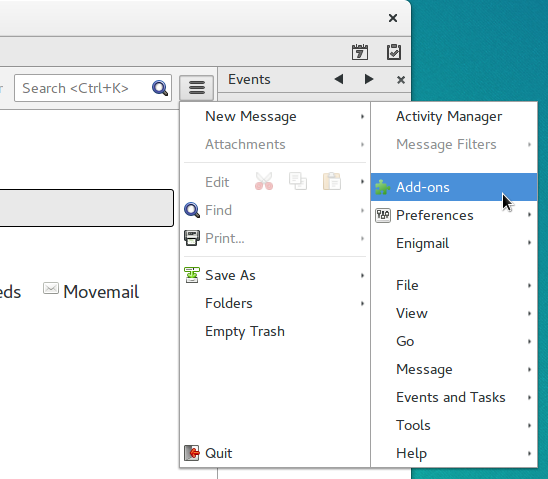 7
r
Search <Ctrl+K>
Events
New Message
Attachments
Edit
Find
Print...
Save As
Folders
Empty Trash
Quit
Activity Manager
Message Filters
Add-ons
Preferences
Enigmail
File
View
Go
Message
Events and Tasks
Tools
Help
eds
Movemail